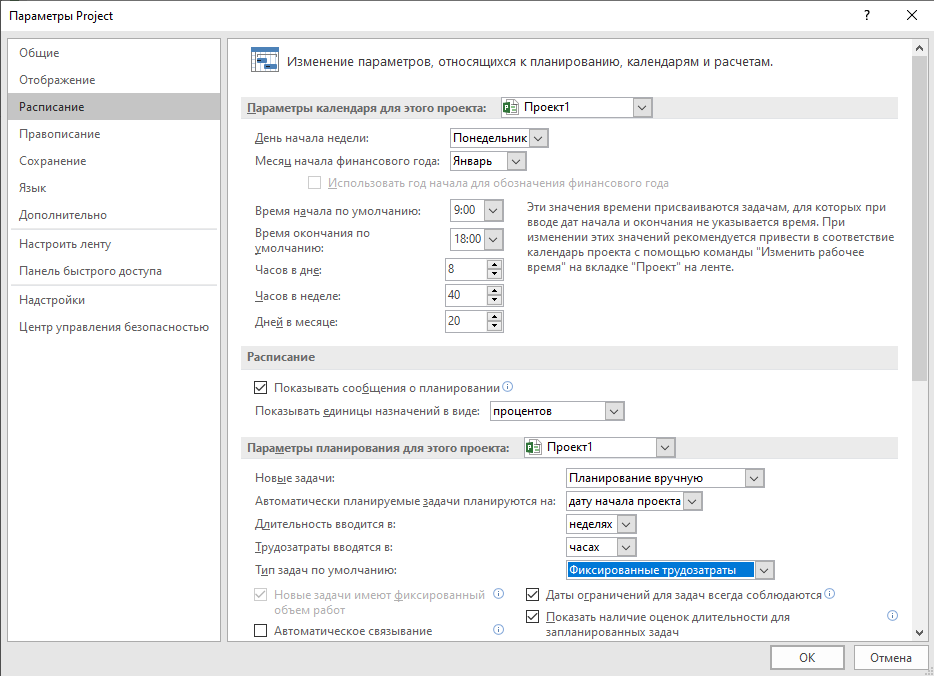 Параметры Project
?
Общие
Отображение
Расписание
Правописание
Сохранение
Язык
Дополнительно
Настроить ленту
Панель быстрого доступа
Надстройки
Центр управления безопасностью
Изменение параметров, относящихся к планированию, календарям и расчетам.
Параметры календаря для этого проекта: Проект1
День начала недели: Понедельник
Месяц начала финансового года: Январь
Использовать год начала для обозначения финансового года
Время начала по умолчанию: 9:00
Время окончания по
умолчанию: 18:00
Часов в дне: 8
Часов в неделе: 40
Дней в месяце: 20
Эти значения времени присваиваются задачам, для которых при
вводе дат начала и окончания не указывается время. При
изменении этих значений рекомендуется привести в соответствие
календарь проекта с помощью команды "Изменить рабочее
время" на вкладке "Проект" на ленте.
Расписание
Показывать сообщения о планировании
Показывать единицы назначений в виде: процентов
Параметры планирования для этого проекта: Проект1
Новые задачи: Планирование вручную
Автоматически планируемые задачи планируются на: дату начала проекта
Длительность вводится в: неделях
Трудозатраты вводятся в: часах
Тип задач по умолчанию: Фиксированные трудозатраты
Новые задачи имеют фиксированный
объем работ
Автоматическое связывание
Даты ограничений для задач всегда соблюдаются
Показать наличие оценок длительности для
запланированных задач
ОК
Отмена